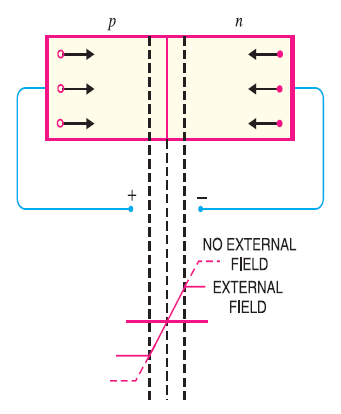 p n
+ −
NO EXTERNAL
FIELD
EXTERNAL
FIELD